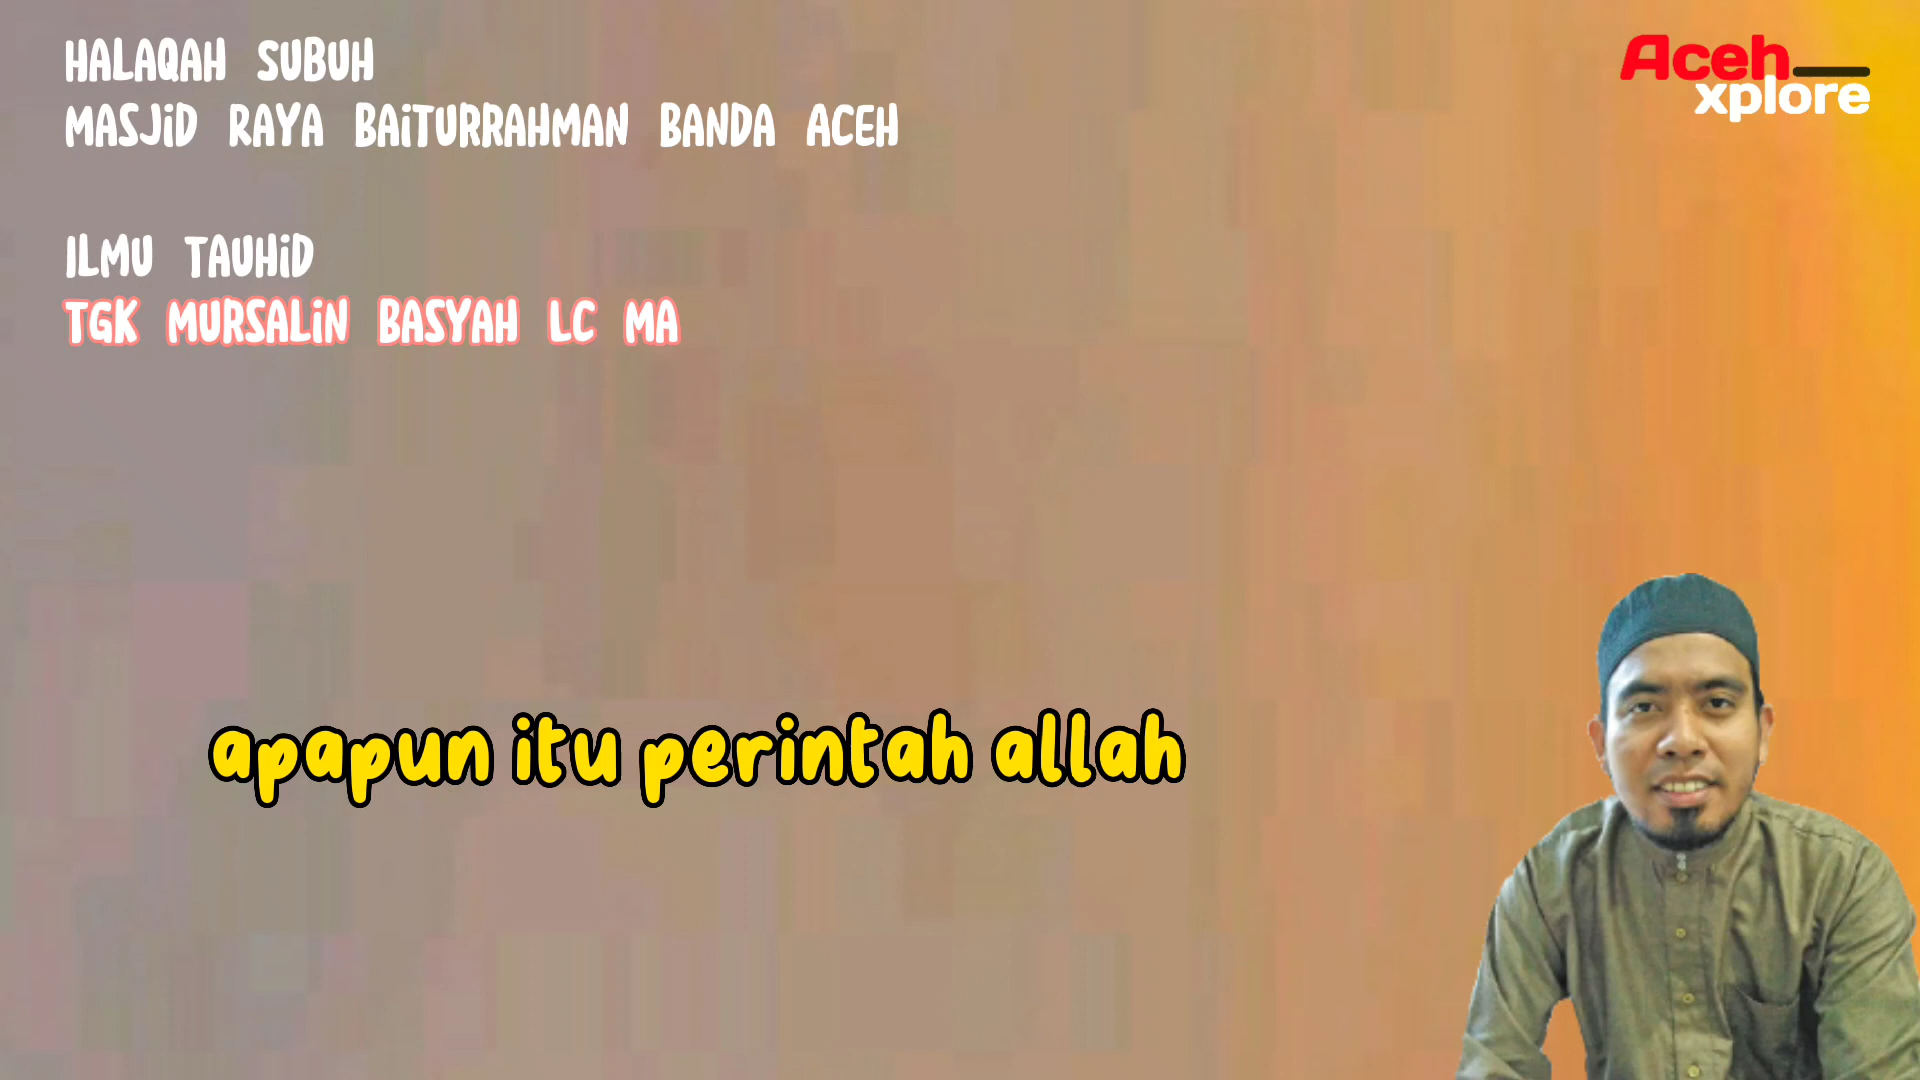 HALAQAH SUBUH
MASJiD RAYA BAiTURRAHMAN BANDA ACEH
ILMU TAUHiD
TGK MURSALiN BASYAH LC MA
Aceh
xplore
apapun itu perintah allah